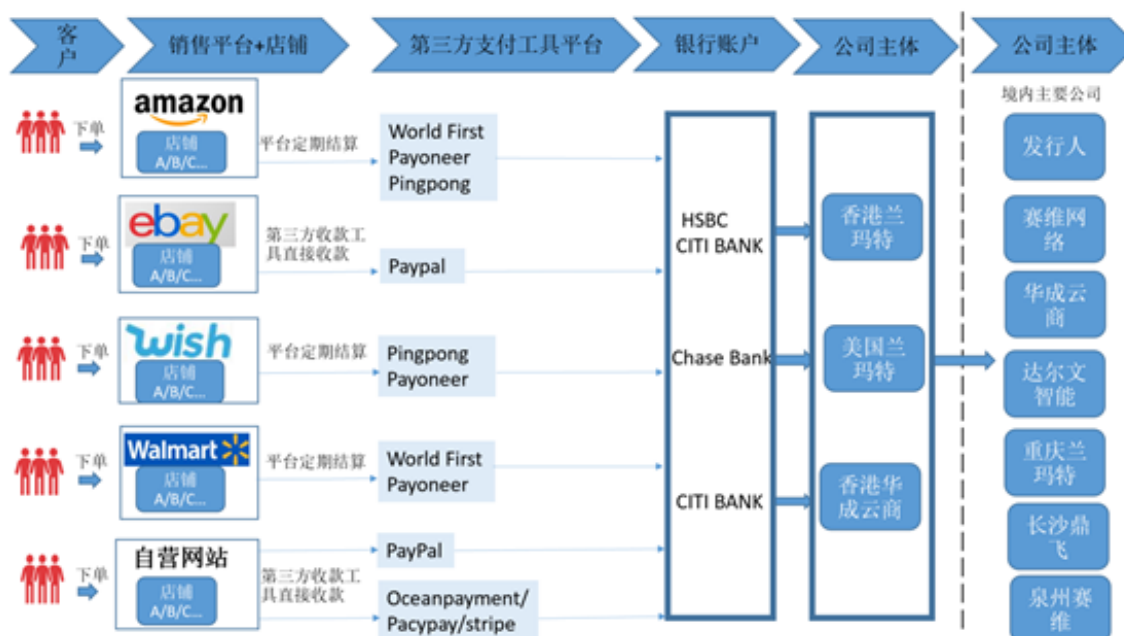 客
户
销售平台+店铺
第三方支付工具平台
银行账户
公司主体
公司主体
境内主要公司
下单
amazon
店铺
A/B/C...
平台定期结算
World First
Payoneer
Pingpong
下单
ebay
店铺
A/B/C...
第三方收款工
具直接收款
Paypal
下单
wish
店铺
A/B/C...
平台定期结算
Pingpong
Payoneer
下单
Walmart
店铺
A/B/C...
平台定期结算
World First
Payoneer
下单
自营网站
店铺
A/B/C...
第三方收款工
具直接收款
PayPal
Oceanpayment/
Pacypay/stripe
HSBC
CITI BANK
Chase Bank
CITI BANK
香港兰
玛特
美国兰
玛特
香港华
成云商
发行人
赛维网
络
华成云
商
达尔文
智能
重庆兰
玛特
长沙鼎
飞
泉州赛
维